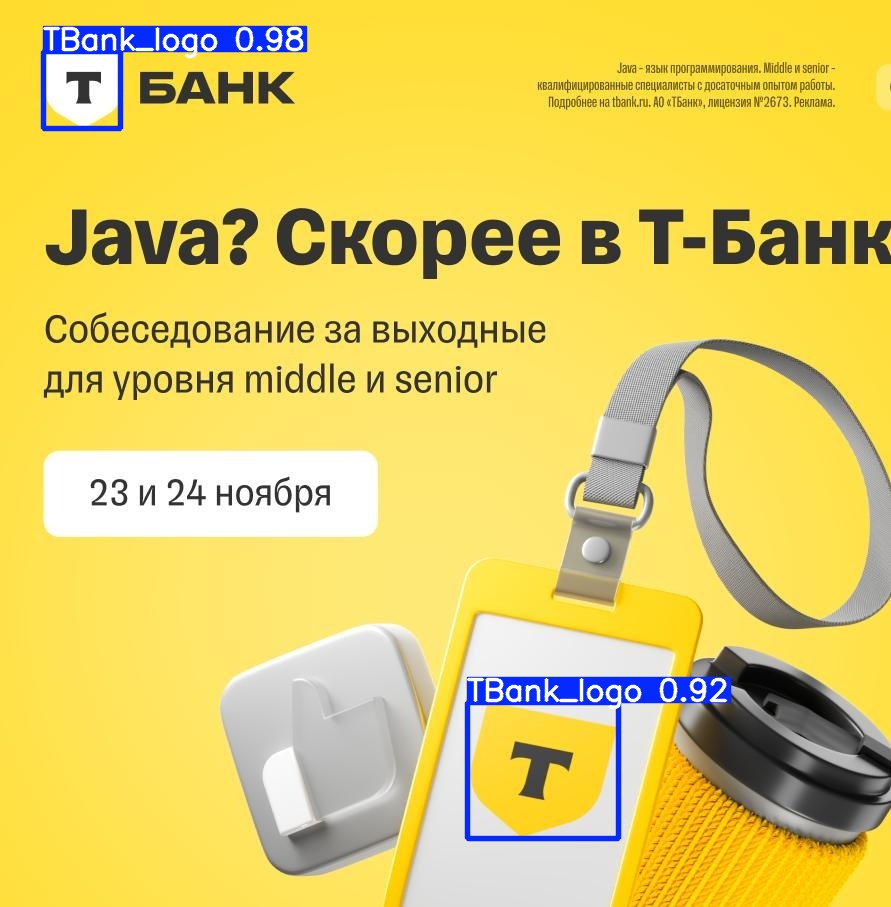 TBank_logo 0.98
Т БАНК
Java - язык программирования. Middle и senior -
квалифицированные специалисты с досаточным опытом работы.
Подробнее на tbank.ru. АО «ТБанк», лицензия №2673. Реклама.
Java? Скорее в Т-Банк
Собеседование за выходные
для уровня middle и senior
23 и 24 ноября
TBank_logo 0.92
Т